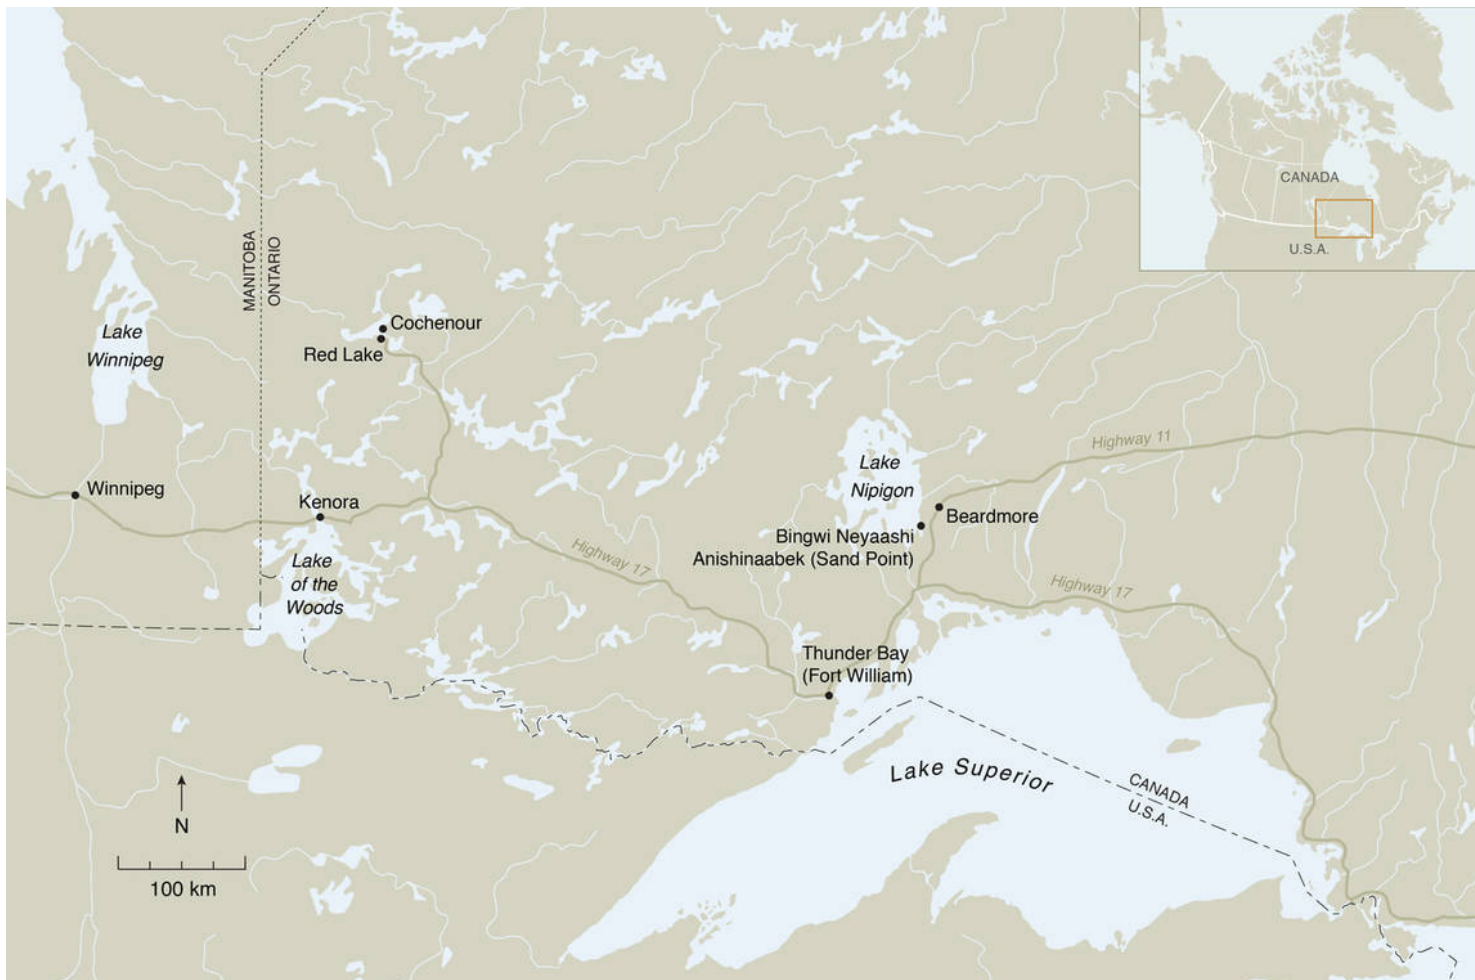 CANADA
U.S.A.
MANITOBA
ONTARIO
Cochenour
Red Lake
Lake
Winnipeg
Highway 11
Lake
Nipigon
Winnipeg
Kenora
Beardmore
Bingwi Neyaashi
Anishinaabek (Sand Point)
Highway 17
Lake
of the
Woods
Highway 17
Thunder Bay
(Fort William)
Lake Superior
CANADA
U.S.A.
N
100 km